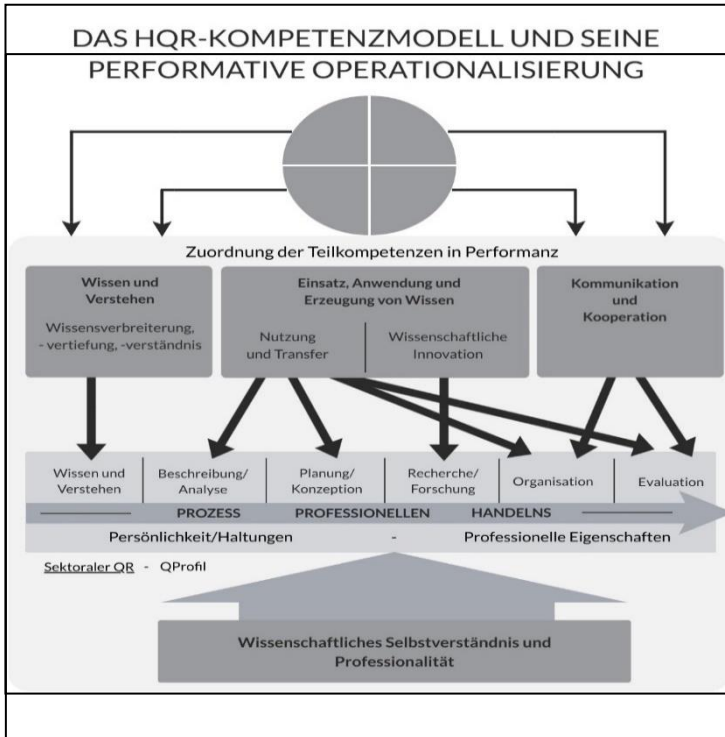 DAS HQR-KOMPETENZMODELL UND SEINE
PERFORMATIVE OPERATIONALISIERUNG
Zuordnung der Teilkompetenzen in Performanz
Wissen und
Verstehen
Wissensverbreiterung,
- vertiefung, -verständnis
Einsatz, Anwendung und
Erzeugung von Wissen
Nutzung
und Transfer
Wissenschaftliche
Innovation
Kommunikation
und
Kooperation
Wissen und
Verstehen
Beschreibung/
Analyse
Planung/
Konzeption
Recherche/
Forschung
Organisation
Evaluation
PROZESS PROFESSIONELLEN HANDELNS
Persönlichkeit/Haltungen - Professionelle Eigenschaften
Sektoraler QR - QProfil
Wissenschaftliches Selbstverständnis und
Professionalität